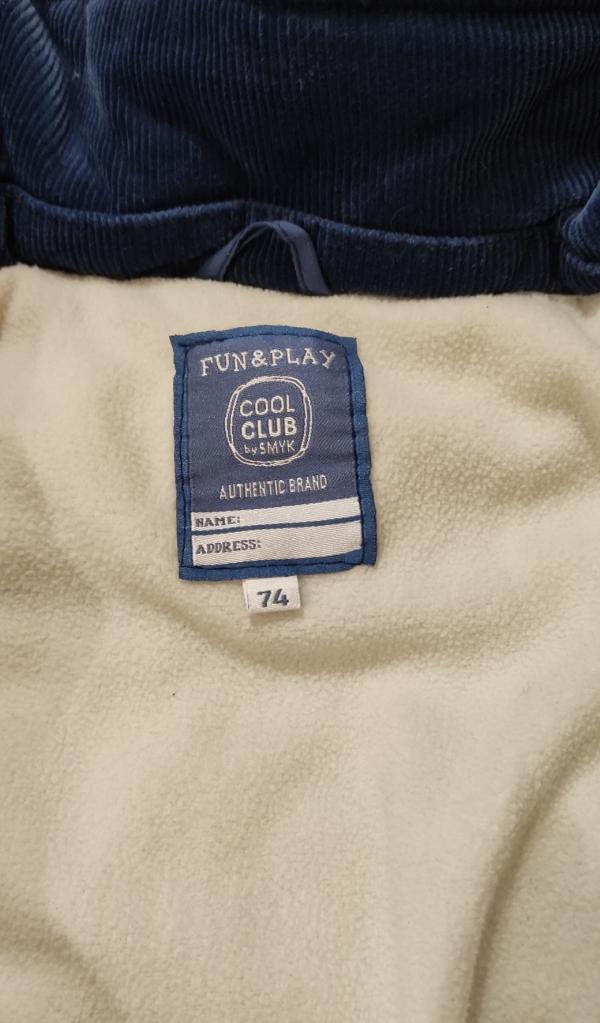 FUN&PLAY
COOL
CLUB
by SMYK
AUTHENTIC BRAND
NAME:
ADDRESS:
74